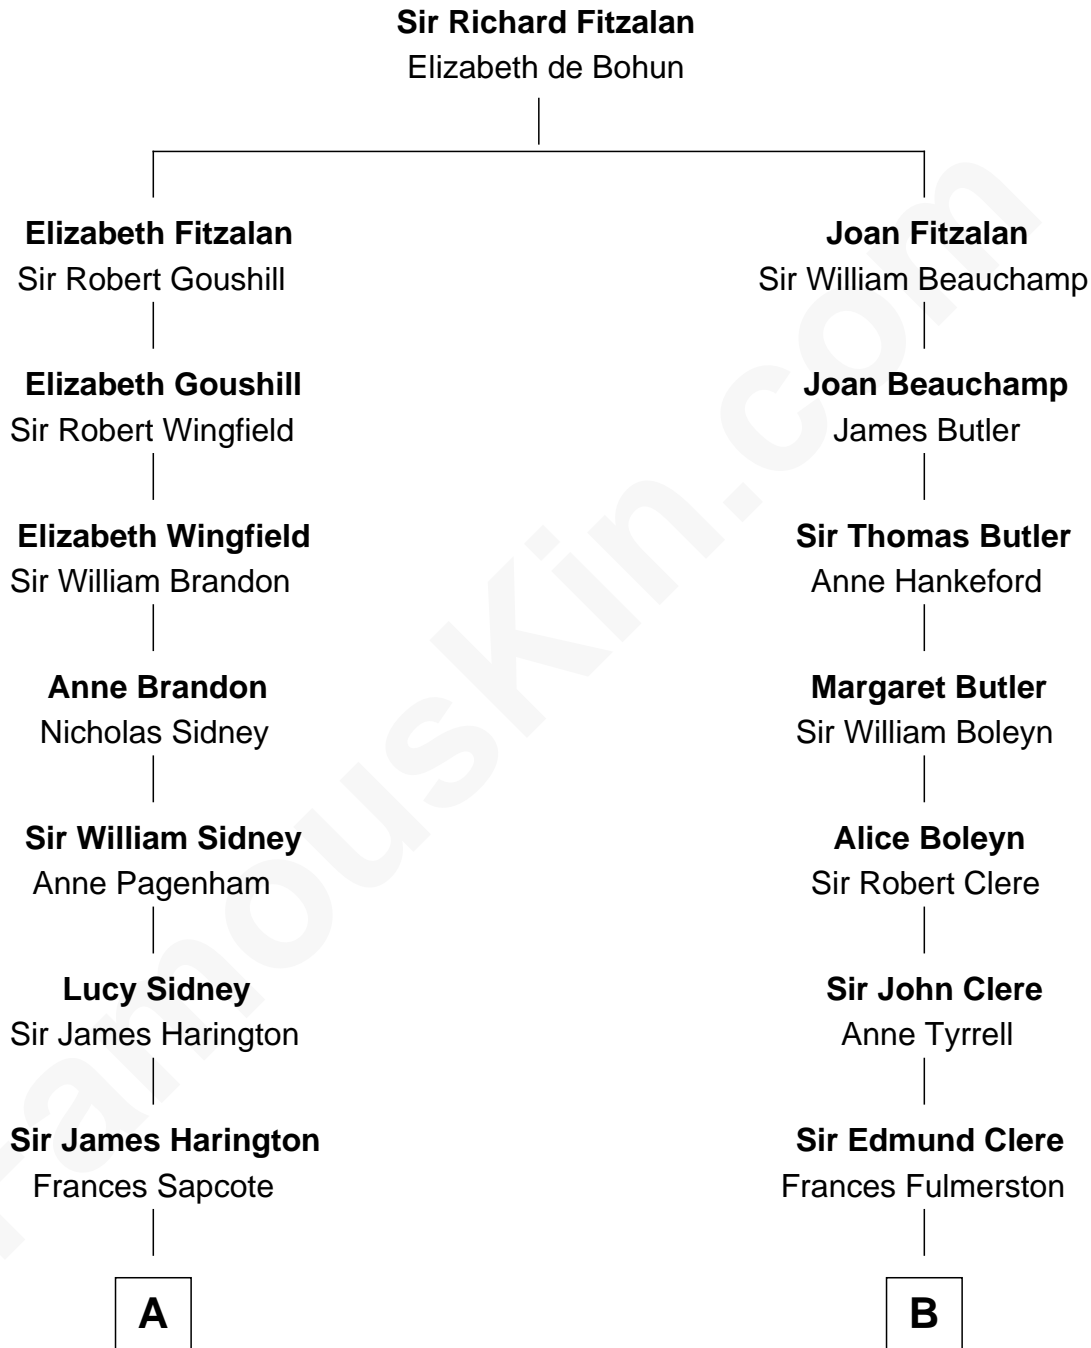 Sir Richard Fitzalan
Elizabeth de Bohun
Elizabeth Fitzalan
Sir Robert Goushill
Joan Fitzalan
Sir William Beauchamp
Elizabeth Goushill
Sir Robert Wingfield
Joan Beauchamp
James Butler
Elizabeth Wingfield
Sir William Brandon
Sir Thomas Butler
Anne Hankeford
Anne Brandon
Nicholas Sidney
Margaret Butler
Sir William Boleyn
Sir William Sidney
Anne Pagenham
Alice Boleyn
Sir Robert Clere
Lucy Sidney
Sir James Harington
Sir John Clere
Anne Tyrrell
Sir James Harington
Frances Sapcote
Sir Edmund Clere
Frances Fulmerston
A
B
FamousKin.com